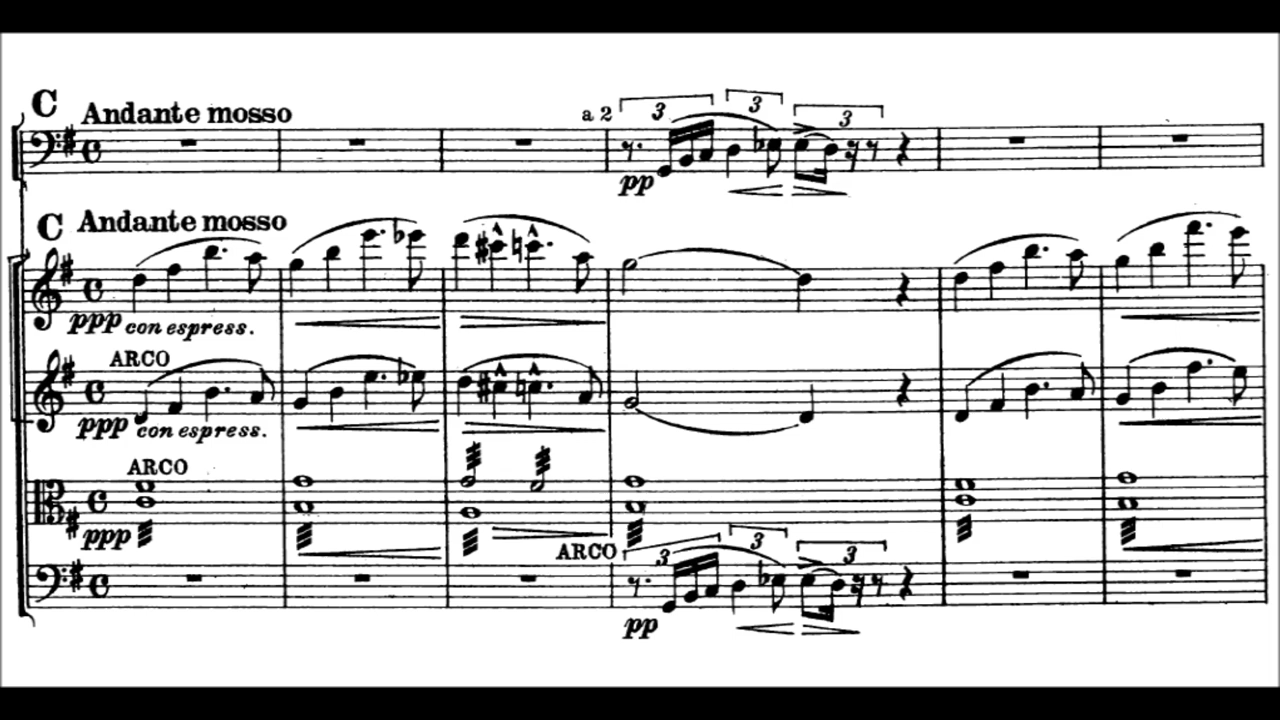 C Andante mosso
a 2 3 3 3
pp
C Andante mosso
ppp con espress.
ARCO
ppp con espress.
ARCO
ppp
ARCO 3 3 3
pp